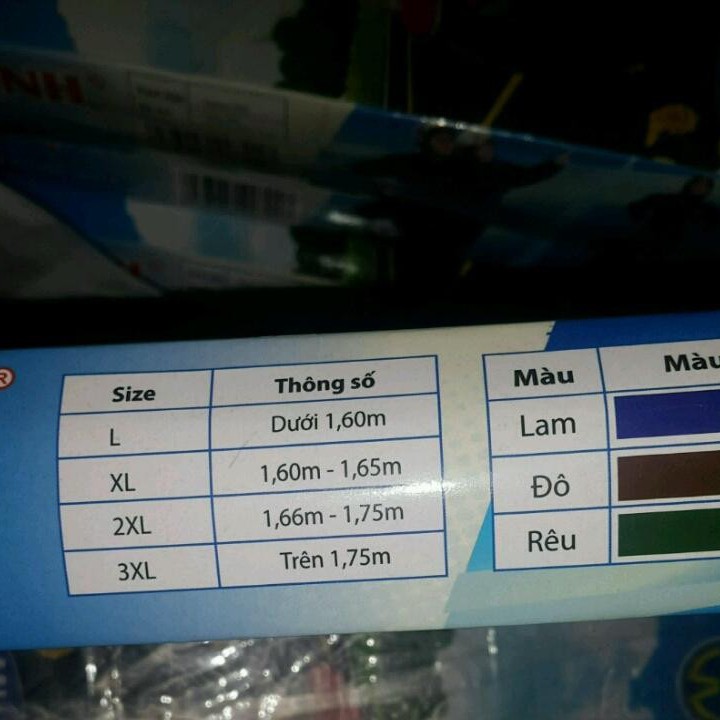 NH
®
Size Thông số
L Dưới 1,60m
XL 1,60m - 1,65m
2XL 1,66m - 1,75m
3XL Trên 1,75m
Màu Màu
Lam
Đô
Rêu